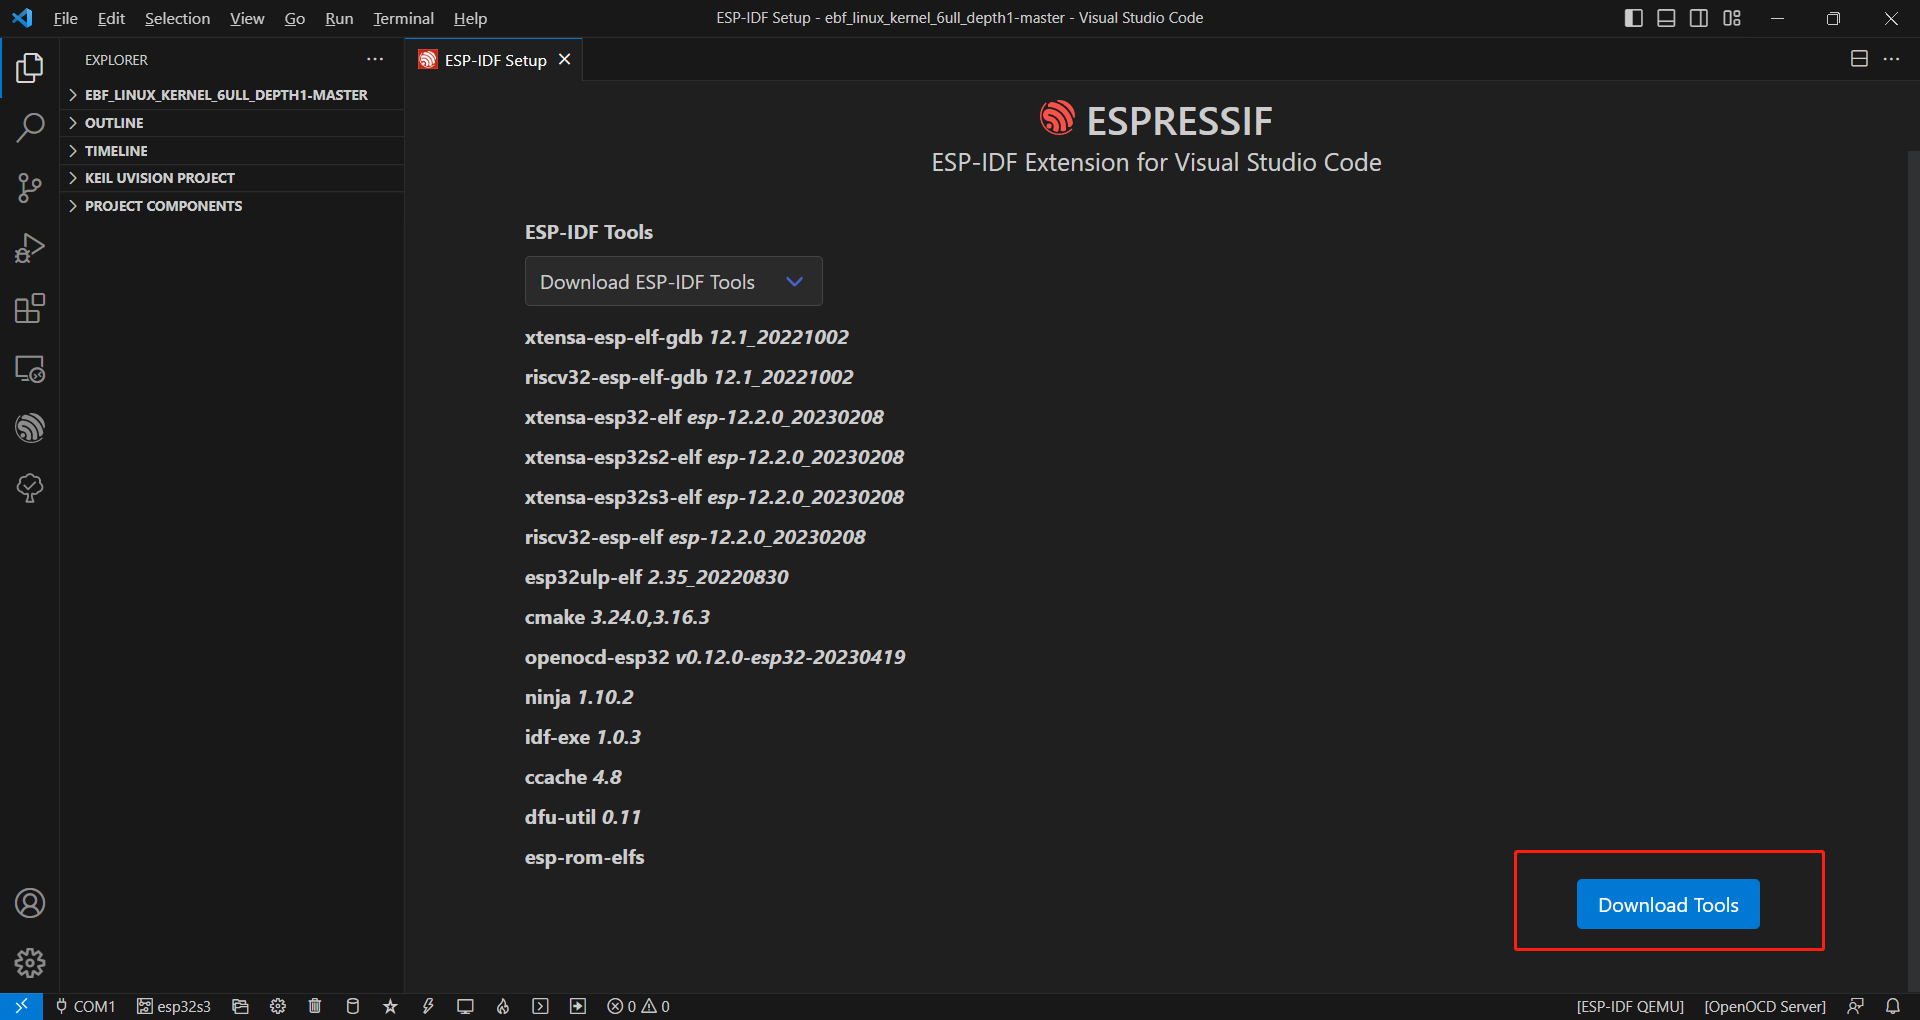 File Edit Selection View Go Run Terminal Help
ESP-IDF Setup - ebf_linux_kernel_6ull_depth1-master - Visual Studio Code
EXPLORER
EBF_LINUX_KERNEL_6ULL_DEPTH1-MASTER
OUTLINE
TIMELINE
KEIL UVISION PROJECT
PROJECT COMPONENTS
ESP-IDF Setup
ESPRESSIF
ESP-IDF Extension for Visual Studio Code
ESP-IDF Tools
Download ESP-IDF Tools
xtensa-esp-elf-gdb 12.1_20221002
riscv32-esp-elf-gdb 12.1_20221002
xtensa-esp32-elf esp-12.2.0_20230208
xtensa-esp32s2-elf esp-12.2.0_20230208
xtensa-esp32s3-elf esp-12.2.0_20230208
riscv32-esp-elf esp-12.2.0_20230208
esp32ulp-elf 2.35_20220830
cmake 3.24.0,3.16.3
openocd-esp32 v0.12.0-esp32-20230419
ninja 1.10.2
idf-exe 1.0.3
ccache 4.8
dfu-util 0.11
esp-rom-elfs
Download Tools
COM1 esp32s3 0 0 [ESP-IDF QEMU] [OpenOCD Server]